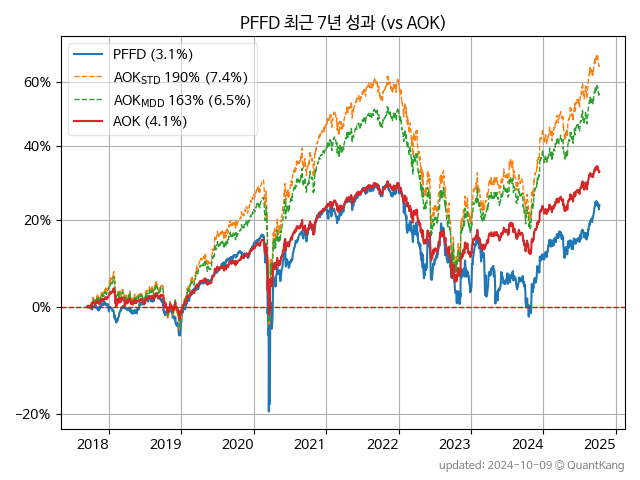 PFFD 최근 7년 성과 (vs AOK)
PFFD (3.1%)
AOKSTD 190% (7.4%)
AOKMDD 163% (6.5%)
AOK (4.1%)
60%
40%
20%
0%
−20%
2018 2019 2020 2021 2022 2023 2024 2025
updated: 2024-10-09 © QuantKang